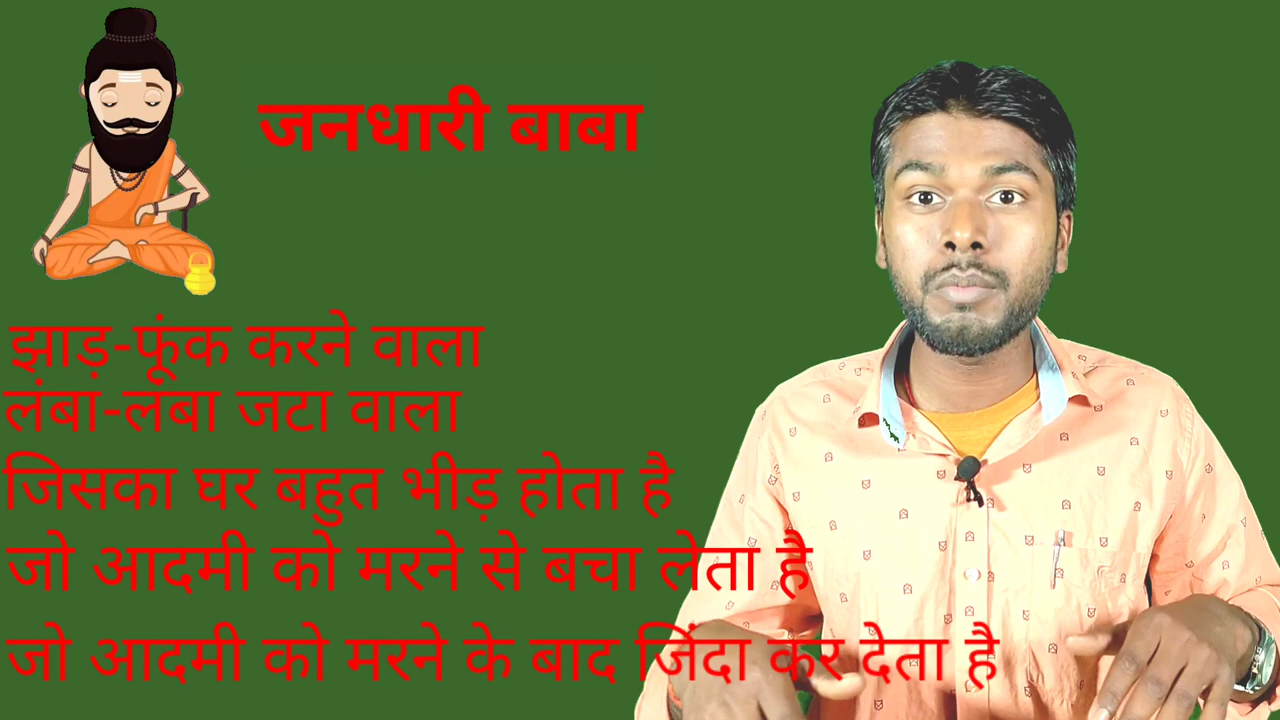 जनधारी बाबा
झाड़-फूंक करने वाला
लंबा-लंबा जटा वाला
जिसका घर बहुत भीड़ होता है
जो आदमी को मरने से बचा लेता है
जो आदमी को मरने के बाद जिंदा कर देता है